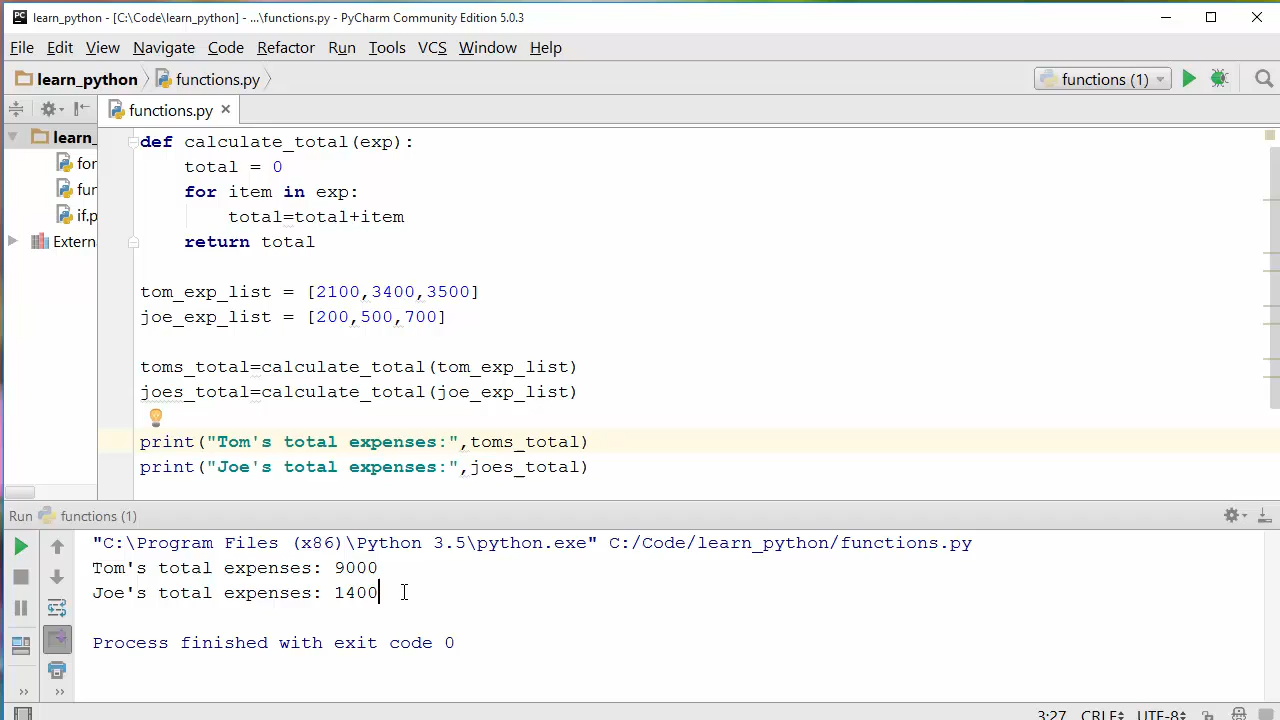 learn_python - [C:\Code\learn_python] - ...\functions.py - PyCharm Community Edition 5.0.3
File Edit View Navigate Code Refactor Run Tools VCS Window Help
learn_python functions.py functions (1)
functions.py
learn_
for
fun
if.p
Extern
def calculate_total(exp):
    total = 0
    for item in exp:
        total=total+item
    return total
tom_exp_list = [2100,3400,3500]
joe_exp_list = [200,500,700]
toms_total=calculate_total(tom_exp_list)
joes_total=calculate_total(joe_exp_list)
print("Tom's total expenses:",toms_total)
print("Joe's total expenses:",joes_total)
Run functions (1)
"C:\Program Files (x86)\Python 3.5\python.exe" C:/Code/learn_python/functions.py
Tom's total expenses: 9000
Joe's total expenses: 1400
Process finished with exit code 0
3:27 CRLF UTF-8